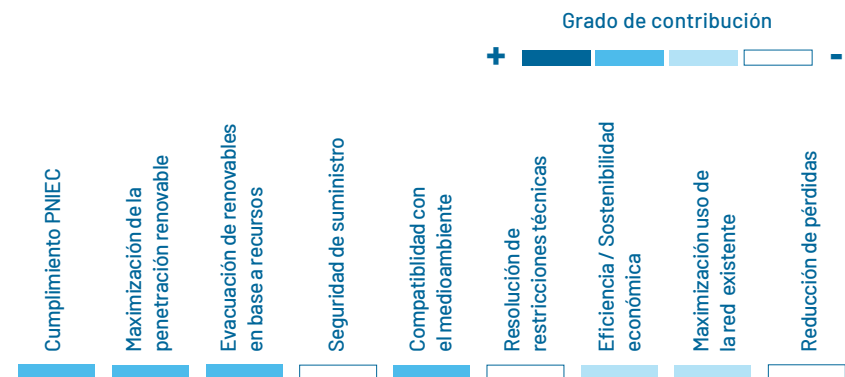 Grado de contribución
+ -
Cumplimiento PNIEC
Maximización de la
penetración renovable
Evacuación de renovables
en base a recursos
Seguridad de suministro
Compatiblidad con
el medioambiente
Resolución de
restricciones técnicas
Eficiencia / Sostenibilidad
económica
Maximización uso de
la red existente
Reducción de pérdidas